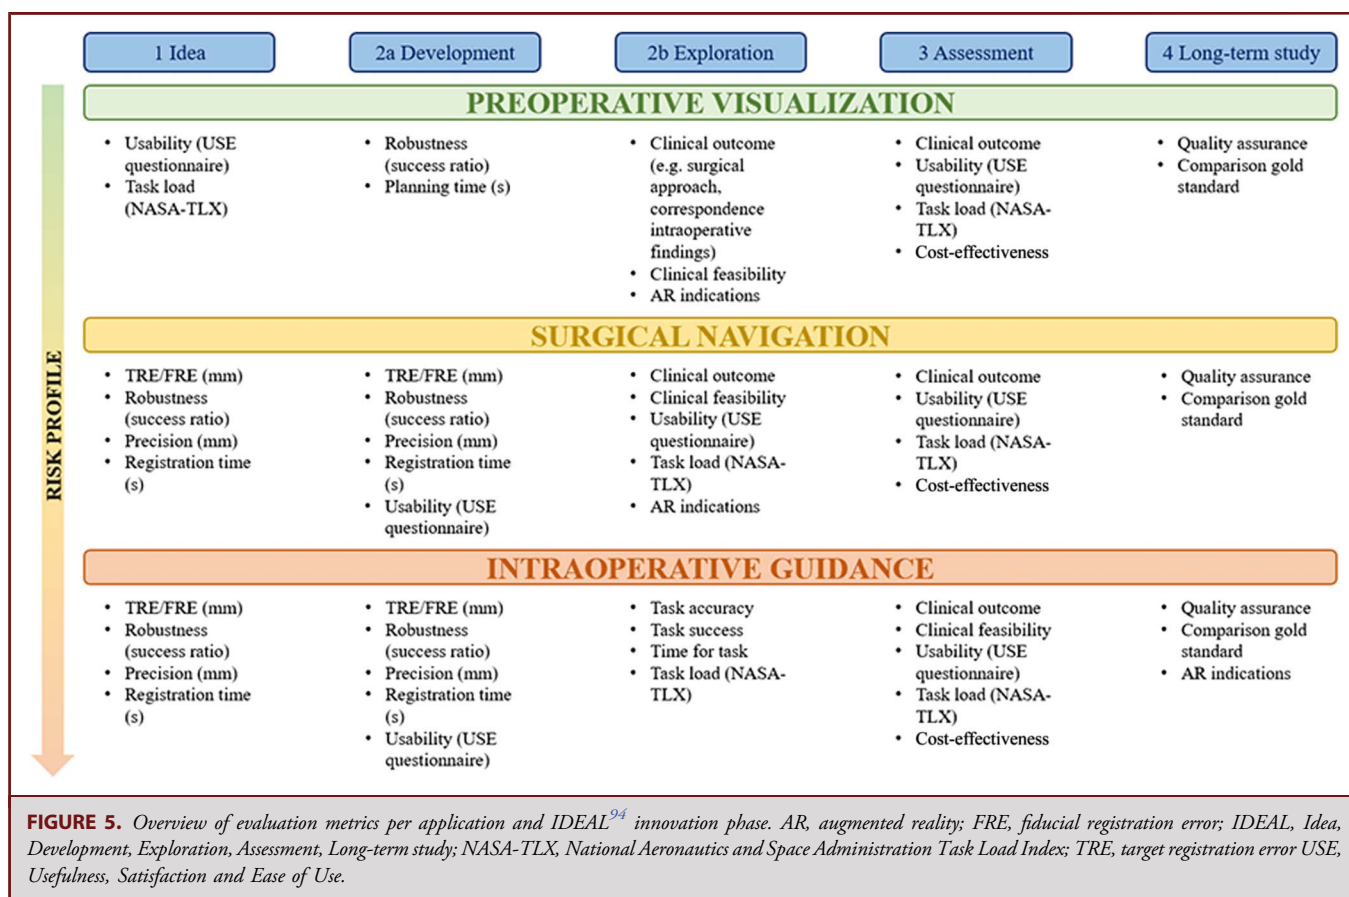 1 Idea
2a Development
2b Exploration
3 Assessment
4 Long-term study
RISK PROFILE
PREOPERATIVE VISUALIZATION
• Usability (USE
questionnaire)
• Task load
(NASA-TLX)
• Robustness
(success ratio)
• Planning time (s)
• Clinical outcome
(e.g. surgical
approach,
correspondence
intraoperative
findings)
• Clinical feasibility
• AR indications
• Clinical outcome
• Usability (USE
questionnaire)
• Task load (NASA-
TLX)
• Cost-effectiveness
• Quality assurance
• Comparison gold
standard
SURGICAL NAVIGATION
• TRE/FRE (mm)
• Robustness
(success ratio)
• Precision (mm)
• Registration time
(s)
• TRE/FRE (mm)
• Robustness
(success ratio)
• Precision (mm)
• Registration time
(s)
• Usability (USE
questionnaire)
• Clinical outcome
• Clinical feasibility
• Usability (USE
questionnaire)
• Task load (NASA-
TLX)
• AR indications
• Clinical outcome
• Usability (USE
questionnaire)
• Task load (NASA-
TLX)
• Cost-effectiveness
• Quality assurance
• Comparison gold
standard
INTRAOPERATIVE GUIDANCE
• TRE/FRE (mm)
• Robustness
(success ratio)
• Precision (mm)
• Registration time
(s)
• TRE/FRE (mm)
• Robustness
(success ratio)
• Precision (mm)
• Registration time
(s)
• Usability (USE
questionnaire)
• Task accuracy
• Task success
• Time for task
• Task load (NASA-
TLX)
• Clinical outcome
• Clinical feasibility
• Usability (USE
questionnaire)
• Task load (NASA-
TLX)
• Cost-effectiveness
• Quality assurance
• Comparison gold
standard
• AR indications
FIGURE 5. Overview of evaluation metrics per application and IDEAL94 innovation phase. AR, augmented reality; FRE, fiducial registration error; IDEAL, Idea,
Development, Exploration, Assessment, Long-term study; NASA-TLX, National Aeronautics and Space Administration Task Load Index; TRE, target registration error USE,
Usefulness, Satisfaction and Ease of Use.